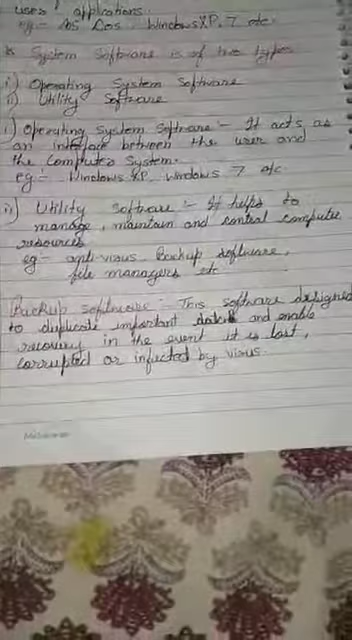 user's applications.
eg:- MS Dos, Windows XP, 7 etc.
* System Software is of two types
i) Operating System Software
ii) Utility Software
i) Operating System Software :- It acts as
an interface between the user and
the Computer System.
eg:- Windows XP, Windows 7 etc.
ii) Utility Software :- It helps to
manage, maintain and control computer
resources
eg:- anti-virus, Backup software,
file managers etc
Backup software :- This software designed
to duplicate important data and enable
recovery in the event it is lost,
corrupted or infected by virus.